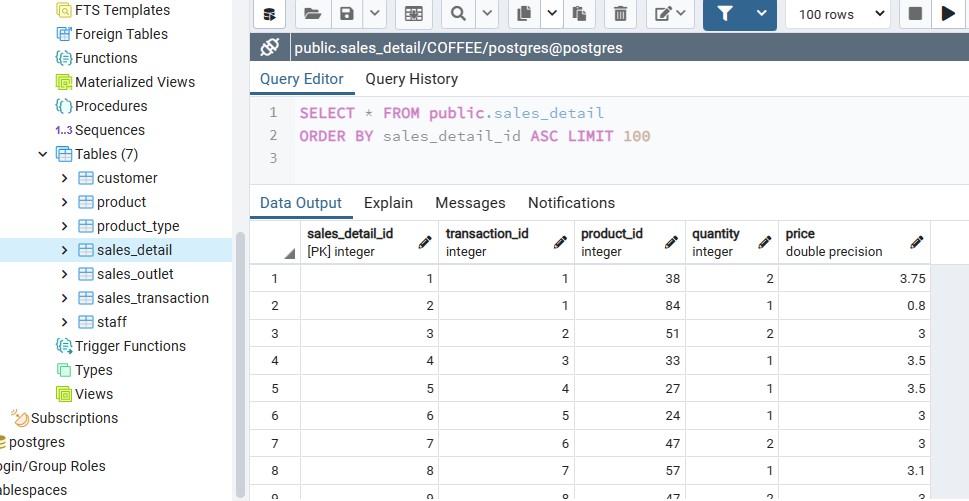 FTS Templates
Foreign Tables
Functions
Materialized Views
Procedures
1..3 Sequences
Tables (7)
customer
product
product_type
sales_detail
sales_outlet
sales_transaction
staff
Trigger Functions
Types
Views
Subscriptions
postgres
ogin/Group Roles
ablespaces
100 rows
public.sales_detail/COFFEE/postgres@postgres
Query Editor Query History
1 SELECT * FROM public.sales_detail
2 ORDER BY sales_detail_id ASC LIMIT 100
3
Data Output Explain Messages Notifications
sales_detail_id transaction_id product_id quantity price
[PK] integer integer integer integer double precision
1 1 1 38 2 3.75
2 2 1 84 1 0.8
3 3 2 51 2 3
4 4 3 33 1 3.5
5 5 4 27 1 3.5
6 6 5 24 1 3
7 7 6 47 2 3
8 8 7 57 1 3.1
9 9 8 47 2 3